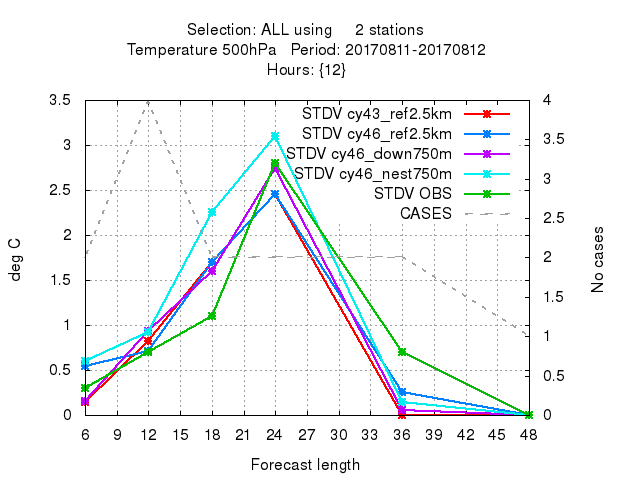 Selection: ALL using 2 stations
Temperature 500hPa Period: 20170811-20170812
Hours: {12}
STDV cy43_ref2.5km
STDV cy46_ref2.5km
STDV cy46_down750m
STDV cy46_nest750m
STDV OBS
CASES
3.5
3
2.5
2
1.5
1
0.5
0
4
3.5
3
2.5
2
1.5
1
0.5
0
deg C
No cases
6 9 12 15 18 21 24 27 30 33 36 39 42 45 48
Forecast length